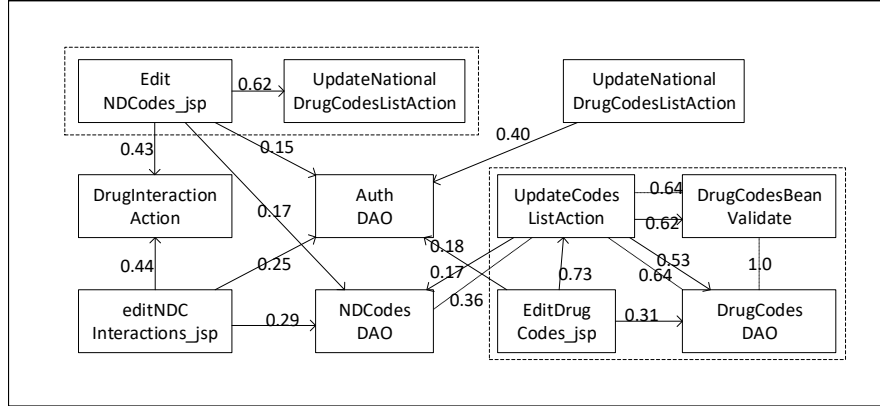 Edit
NDCodes_jsp
0.62
UpdateNational
DrugCodesListAction
UpdateNational
DrugCodesListAction
0.43
0.15
0.40
DrugInteraction
Action
0.17
Auth
DAO
UpdateCodes
ListAction
0.64
0.62
DrugCodesBean
Validate
0.44
0.25
0.18
0.17
0.36
0.73
0.53
0.64
1.0
editNDC
Interactions_jsp
0.29
NDCodes
DAO
EditDrug
Codes_jsp
0.31
DrugCodes
DAO